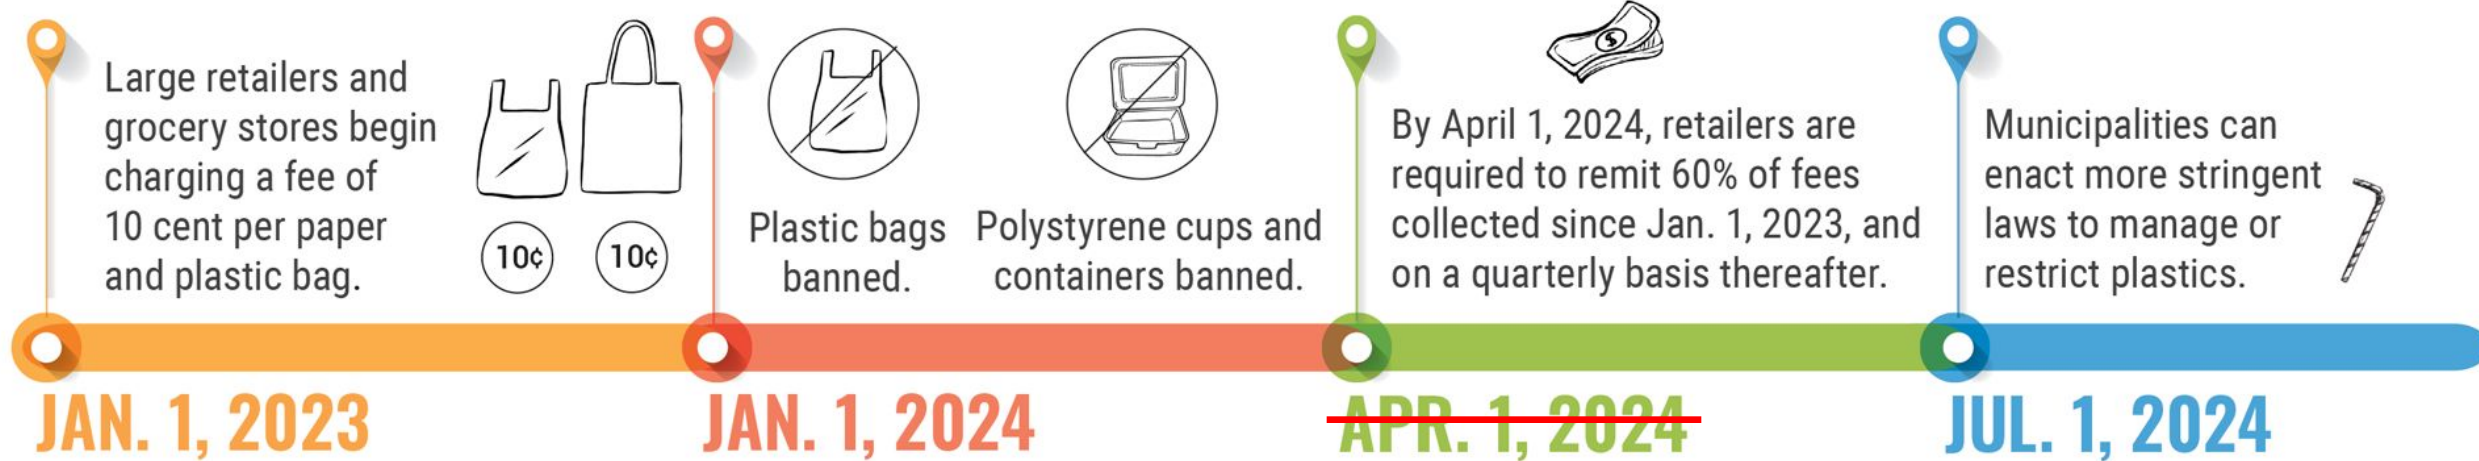 Large retailers and
grocery stores begin
charging a fee of
10 cent per paper
and plastic bag.
10¢
10¢
JAN. 1, 2023
Plastic bags
banned.
Polystyrene cups and
containers banned.
JAN. 1, 2024
$
By April 1, 2024, retailers are
required to remit 60% of fees
collected since Jan. 1, 2023, and
on a quarterly basis thereafter.
APR. 1, 2024
Municipalities can
enact more stringent
laws to manage or
restrict plastics.
JUL. 1, 2024